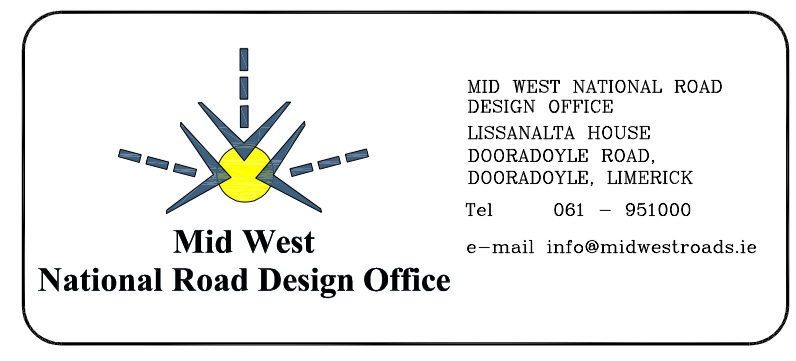 Mid West
National Road Design Office
MID WEST NATIONAL ROAD
DESIGN OFFICE
LISSANALTA HOUSE
DOORADOYLE ROAD,
DOORADOYLE, LIMERICK
Tel 061 - 951000
e-mail info@midwestroads.ie